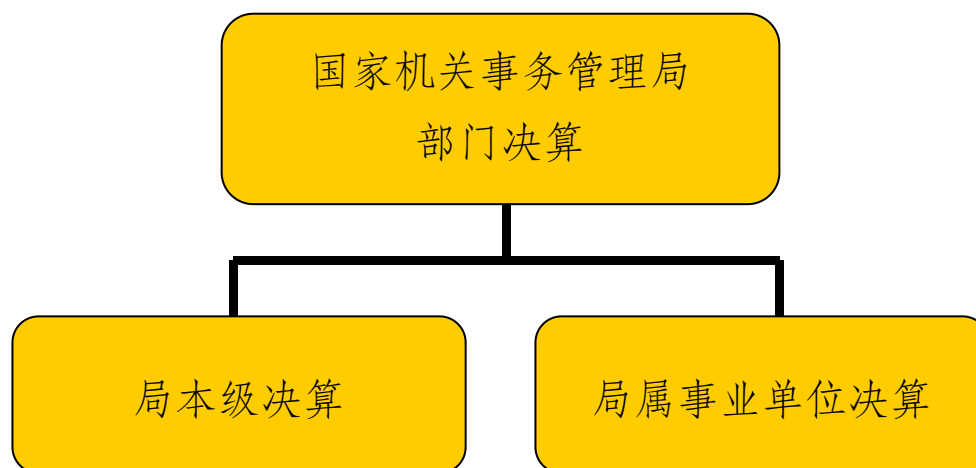 国家机关事务管理局
部门决算
局本级决算
局属事业单位决算